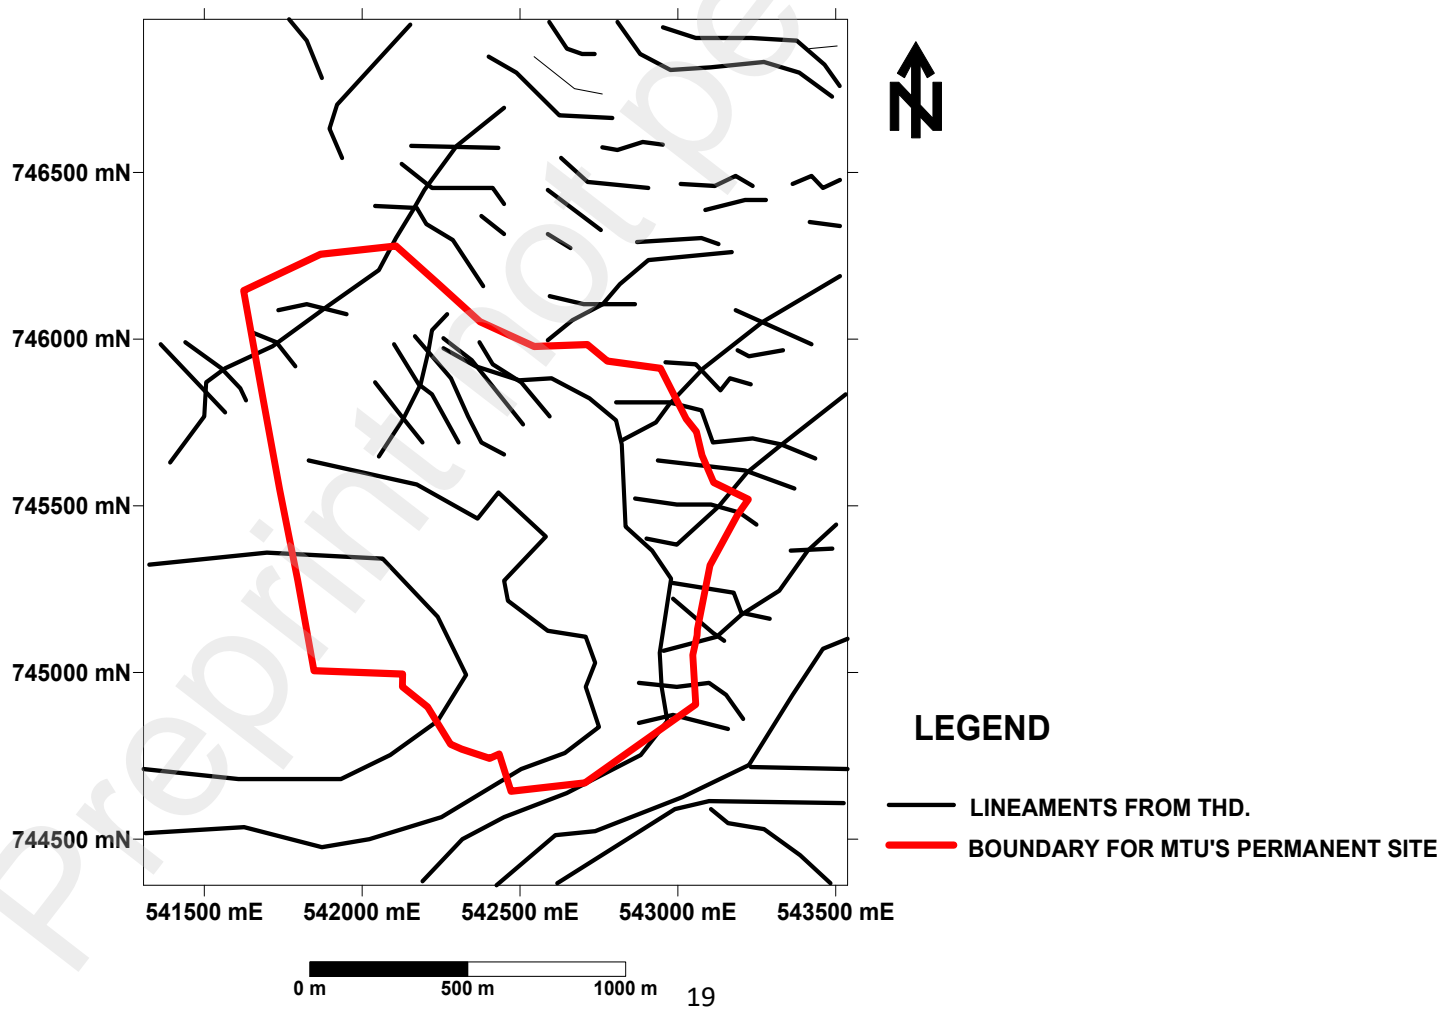 Preprint not pe
N
746500 mN
746000 mN
745500 mN
745000 mN
744500 mN
541500 mE 542000 mE 542500 mE 543000 mE 543500 mE
LEGEND
LINEAMENTS FROM THD.
BOUNDARY FOR MTU'S PERMANENT SITE
0 m 500 m 1000 m
19